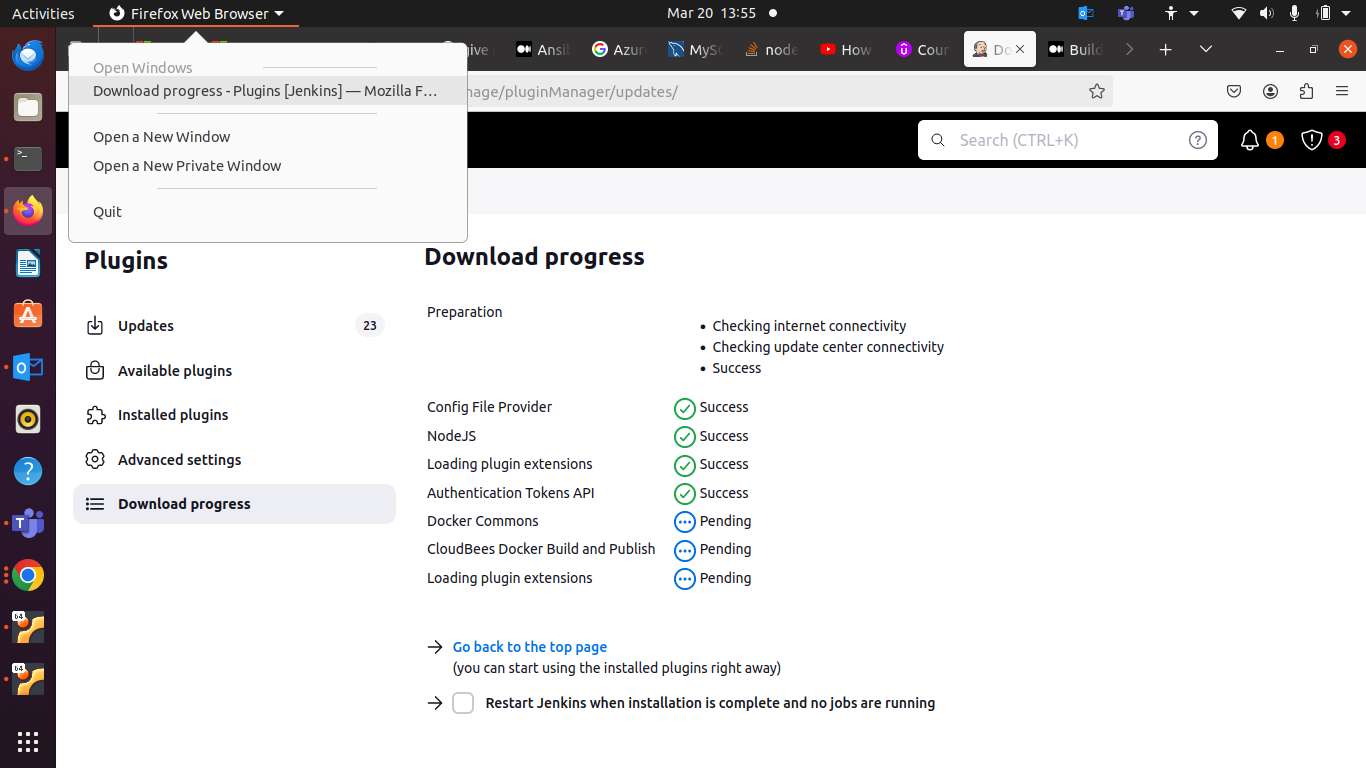 Activities Firefox Web Browser Mar 20 13:55
give Ansib Azur MySQ node How Cour Do Build
Open Windows
Download progress - Plugins [Jenkins] — Mozilla F…
Open a New Window
Open a New Private Window
Quit
nage/pluginManager/updates/
Search (CTRL+K)
1
3
Plugins
Updates 23
Available plugins
Installed plugins
Advanced settings
Download progress
Download progress
Preparation
Checking internet connectivity
Checking update center connectivity
Success
Config File Provider Success
NodeJS Success
Loading plugin extensions Success
Authentication Tokens API Success
Docker Commons Pending
CloudBees Docker Build and Publish Pending
Loading plugin extensions Pending
Go back to the top page
(you can start using the installed plugins right away)
Restart Jenkins when installation is complete and no jobs are running
64
64